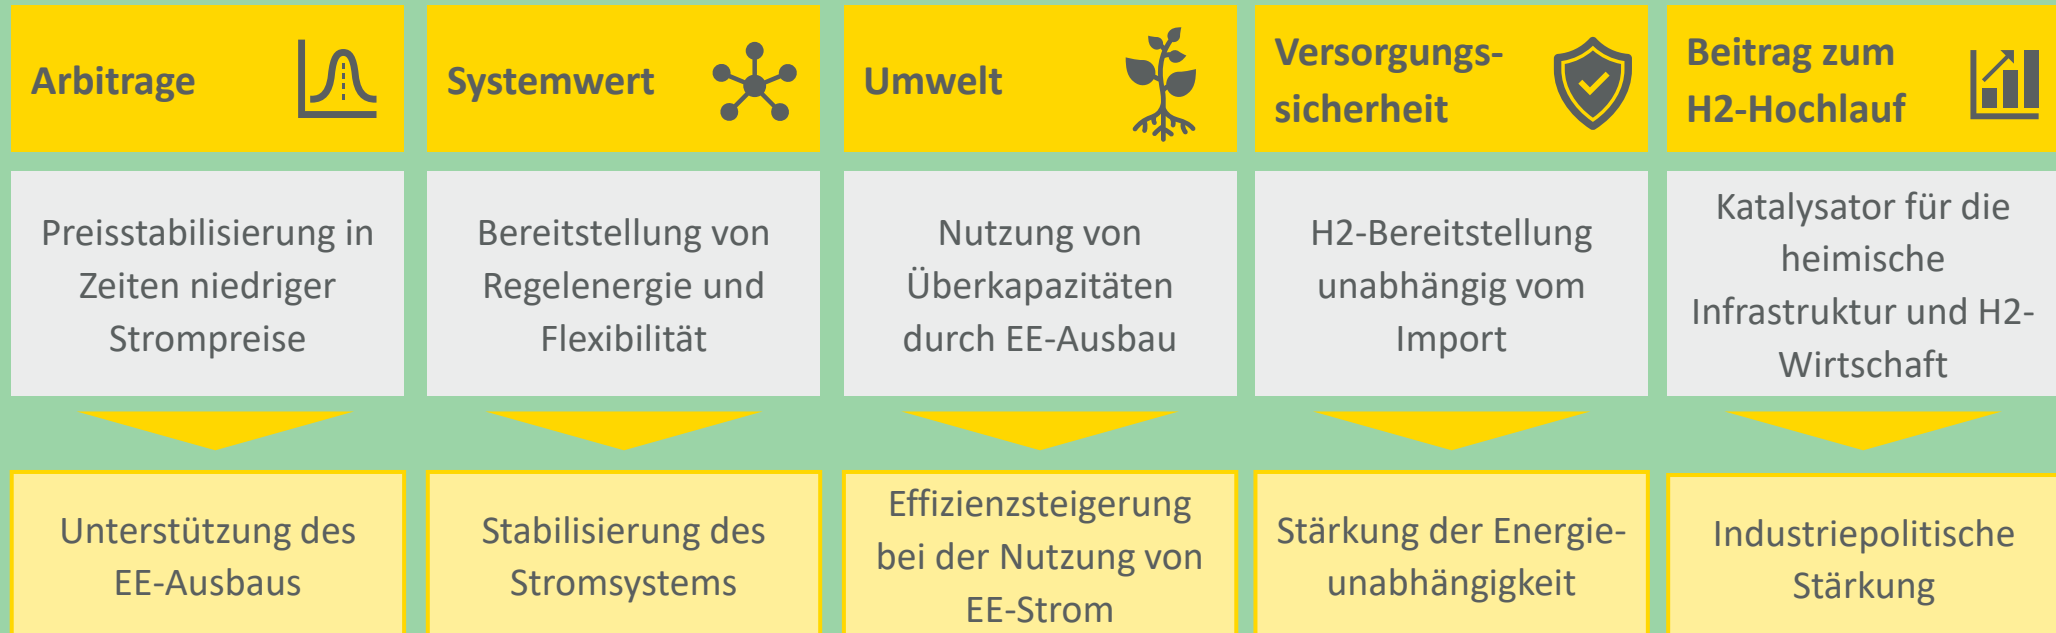 Arbitrage
Systemwert
Umwelt
Versorgungs-
sicherheit
Beitrag zum
H2-Hochlauf
Preisstabilisierung in
Zeiten niedriger
Strompreise
Bereitstellung von
Regelenergie und
Flexibilität
Nutzung von
Überkapazitäten
durch EE-Ausbau
H2-Bereitstellung
unabhängig vom
Import
Katalysator für die
heimische
Infrastruktur und H2-
Wirtschaft
Unterstützung des
EE-Ausbaus
Stabilisierung des
Stromsystems
Effizienzsteigerung
bei der Nutzung von
EE-Strom
Stärkung der Energie-
unabhängigkeit
Industriepolitische
Stärkung